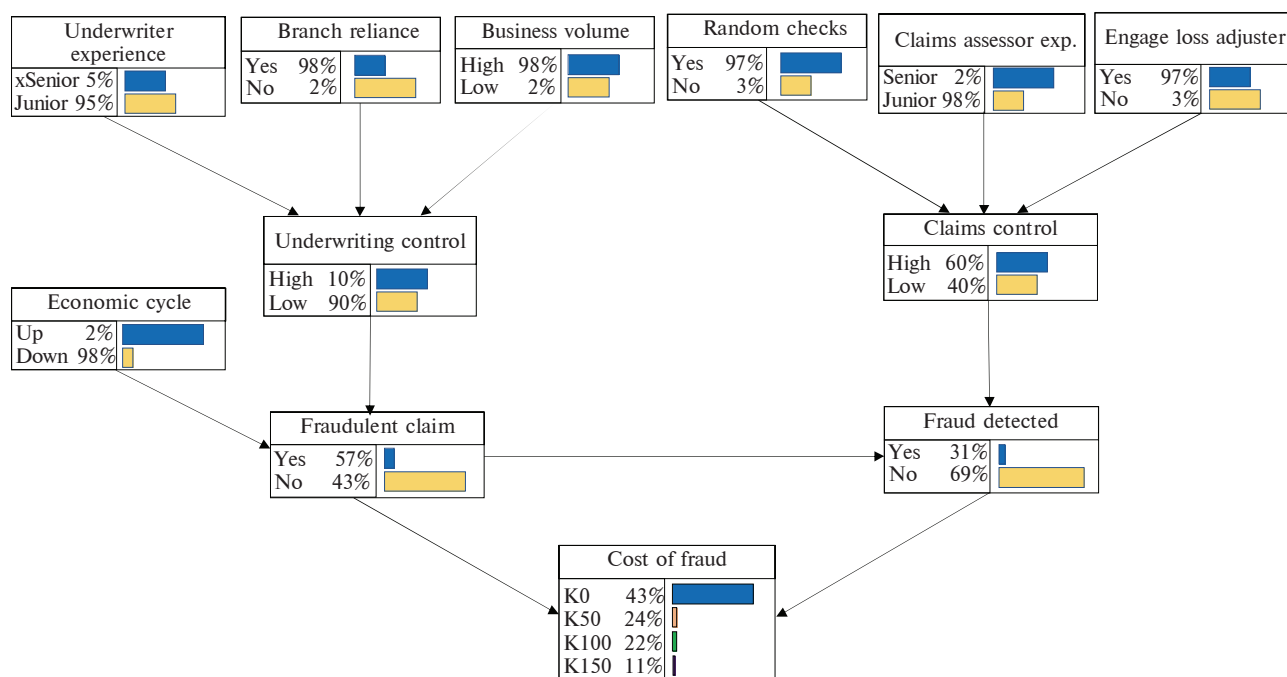 Underwriter
experience
xSenior 5%
Junior 95%
Branch reliance
Yes 98%
No 2%
Business volume
High 98%
Low 2%
Random checks
Yes 97%
No 3%
Claims assessor exp.
Senior 2%
Junior 98%
Engage loss adjuster
Yes 97%
No 3%
Underwriting control
High 10%
Low 90%
Claims control
High 60%
Low 40%
Economic cycle
Up 2%
Down 98%
Fraudulent claim
Yes 57%
No 43%
Fraud detected
Yes 31%
No 69%
Cost of fraud
K0 43%
K50 24%
K100 22%
K150 11%